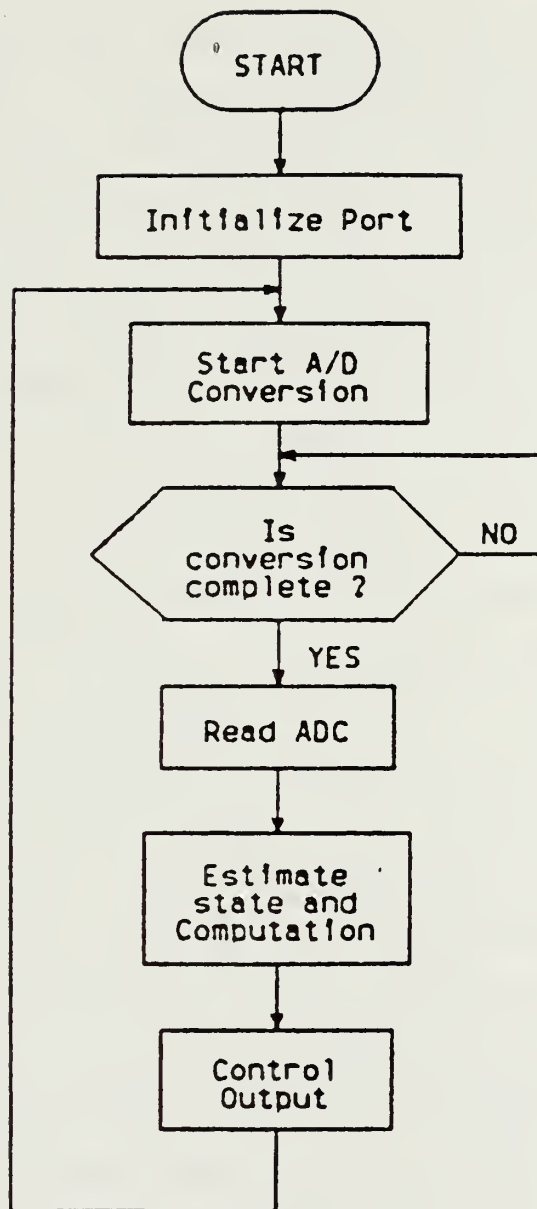 START
Initialize Port
Start A/D
Conversion
Is
conversion
complete ?
NO
YES
Read ADC
Estimate
state and
Computation
Control
Output